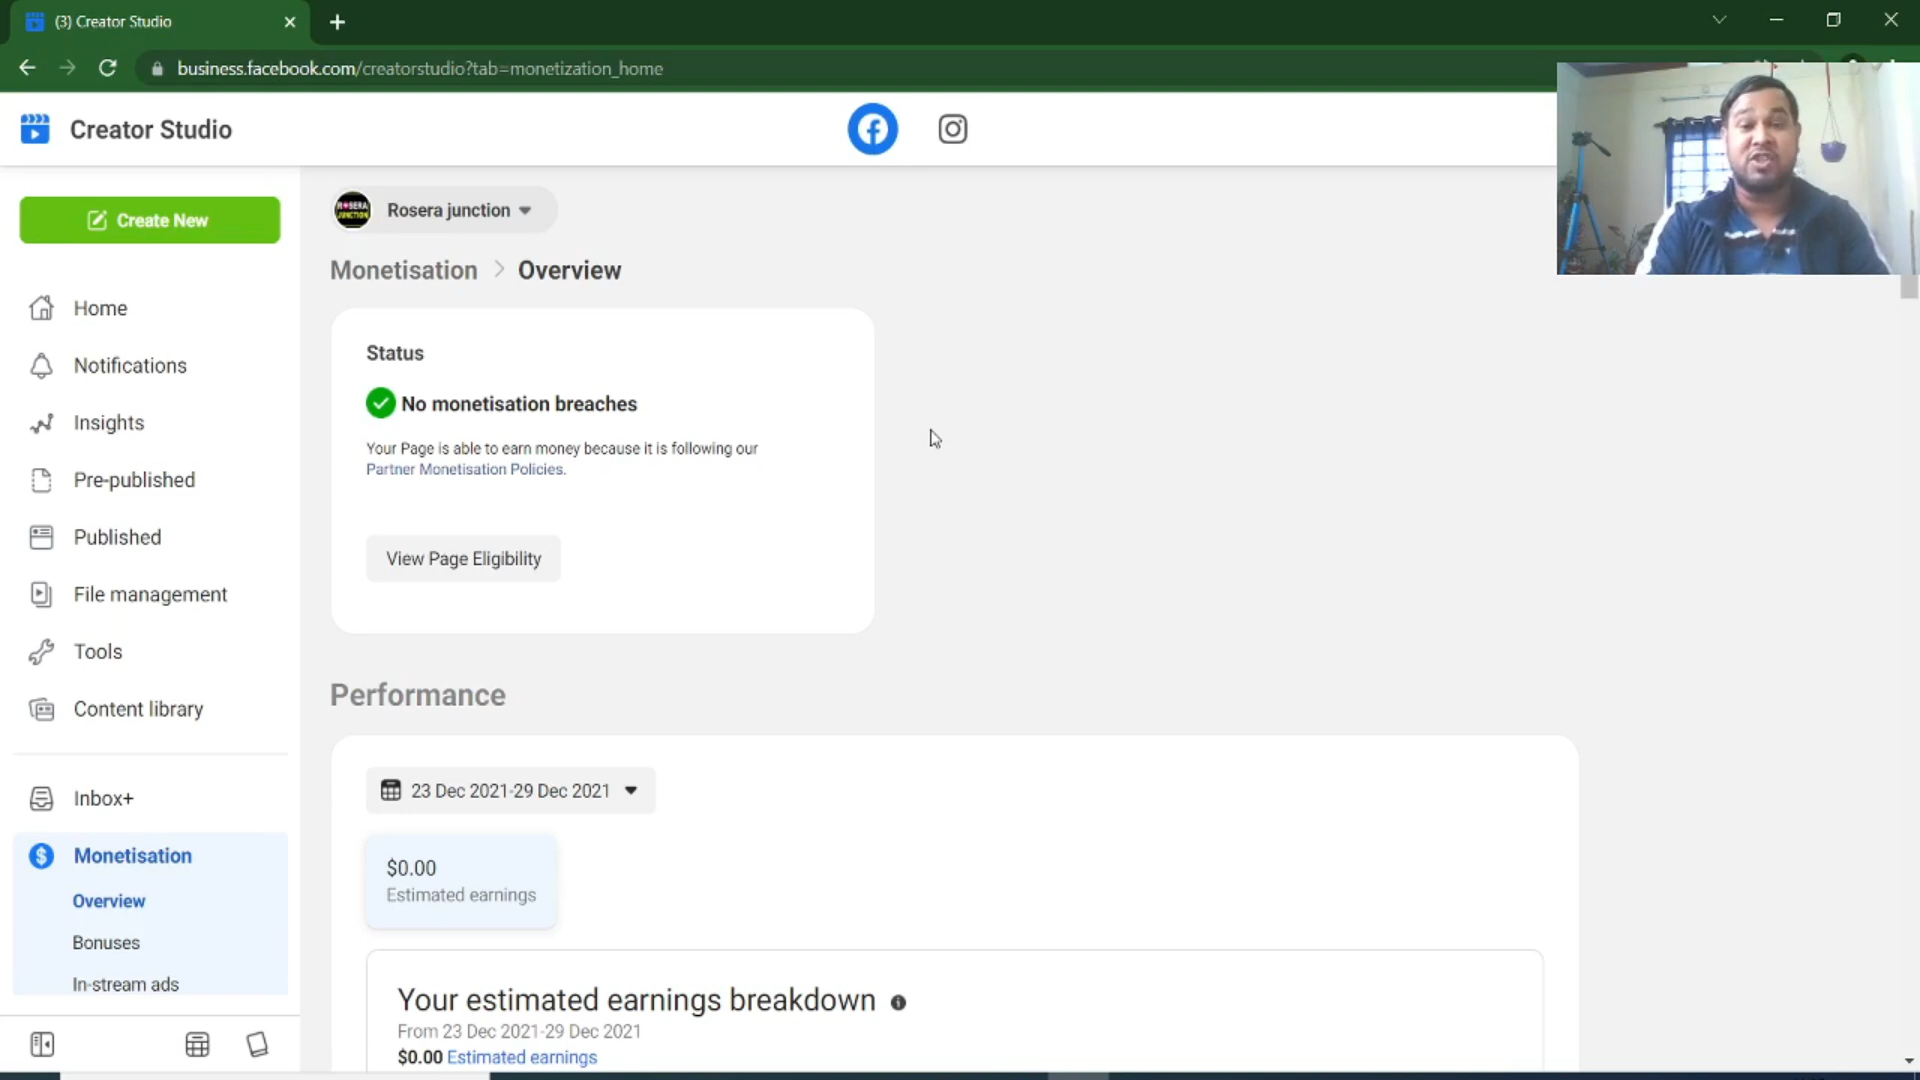 (3) Creator Studio
business.facebook.com/creatorstudio?tab=monetization_home
Creator Studio
Create New
Rosera junction
ROSERA
JUNCTION
Monetisation > Overview
Home
Notifications
Insights
Pre-published
Published
File management
Tools
Content library
Inbox+
Monetisation
Overview
Bonuses
In-stream ads
Status
No monetisation breaches
Your Page is able to earn money because it is following our
Partner Monetisation Policies.
View Page Eligibility
Performance
23 Dec 2021-29 Dec 2021
$0.00
Estimated earnings
Your estimated earnings breakdown
From 23 Dec 2021-29 Dec 2021
$0.00 Estimated earnings